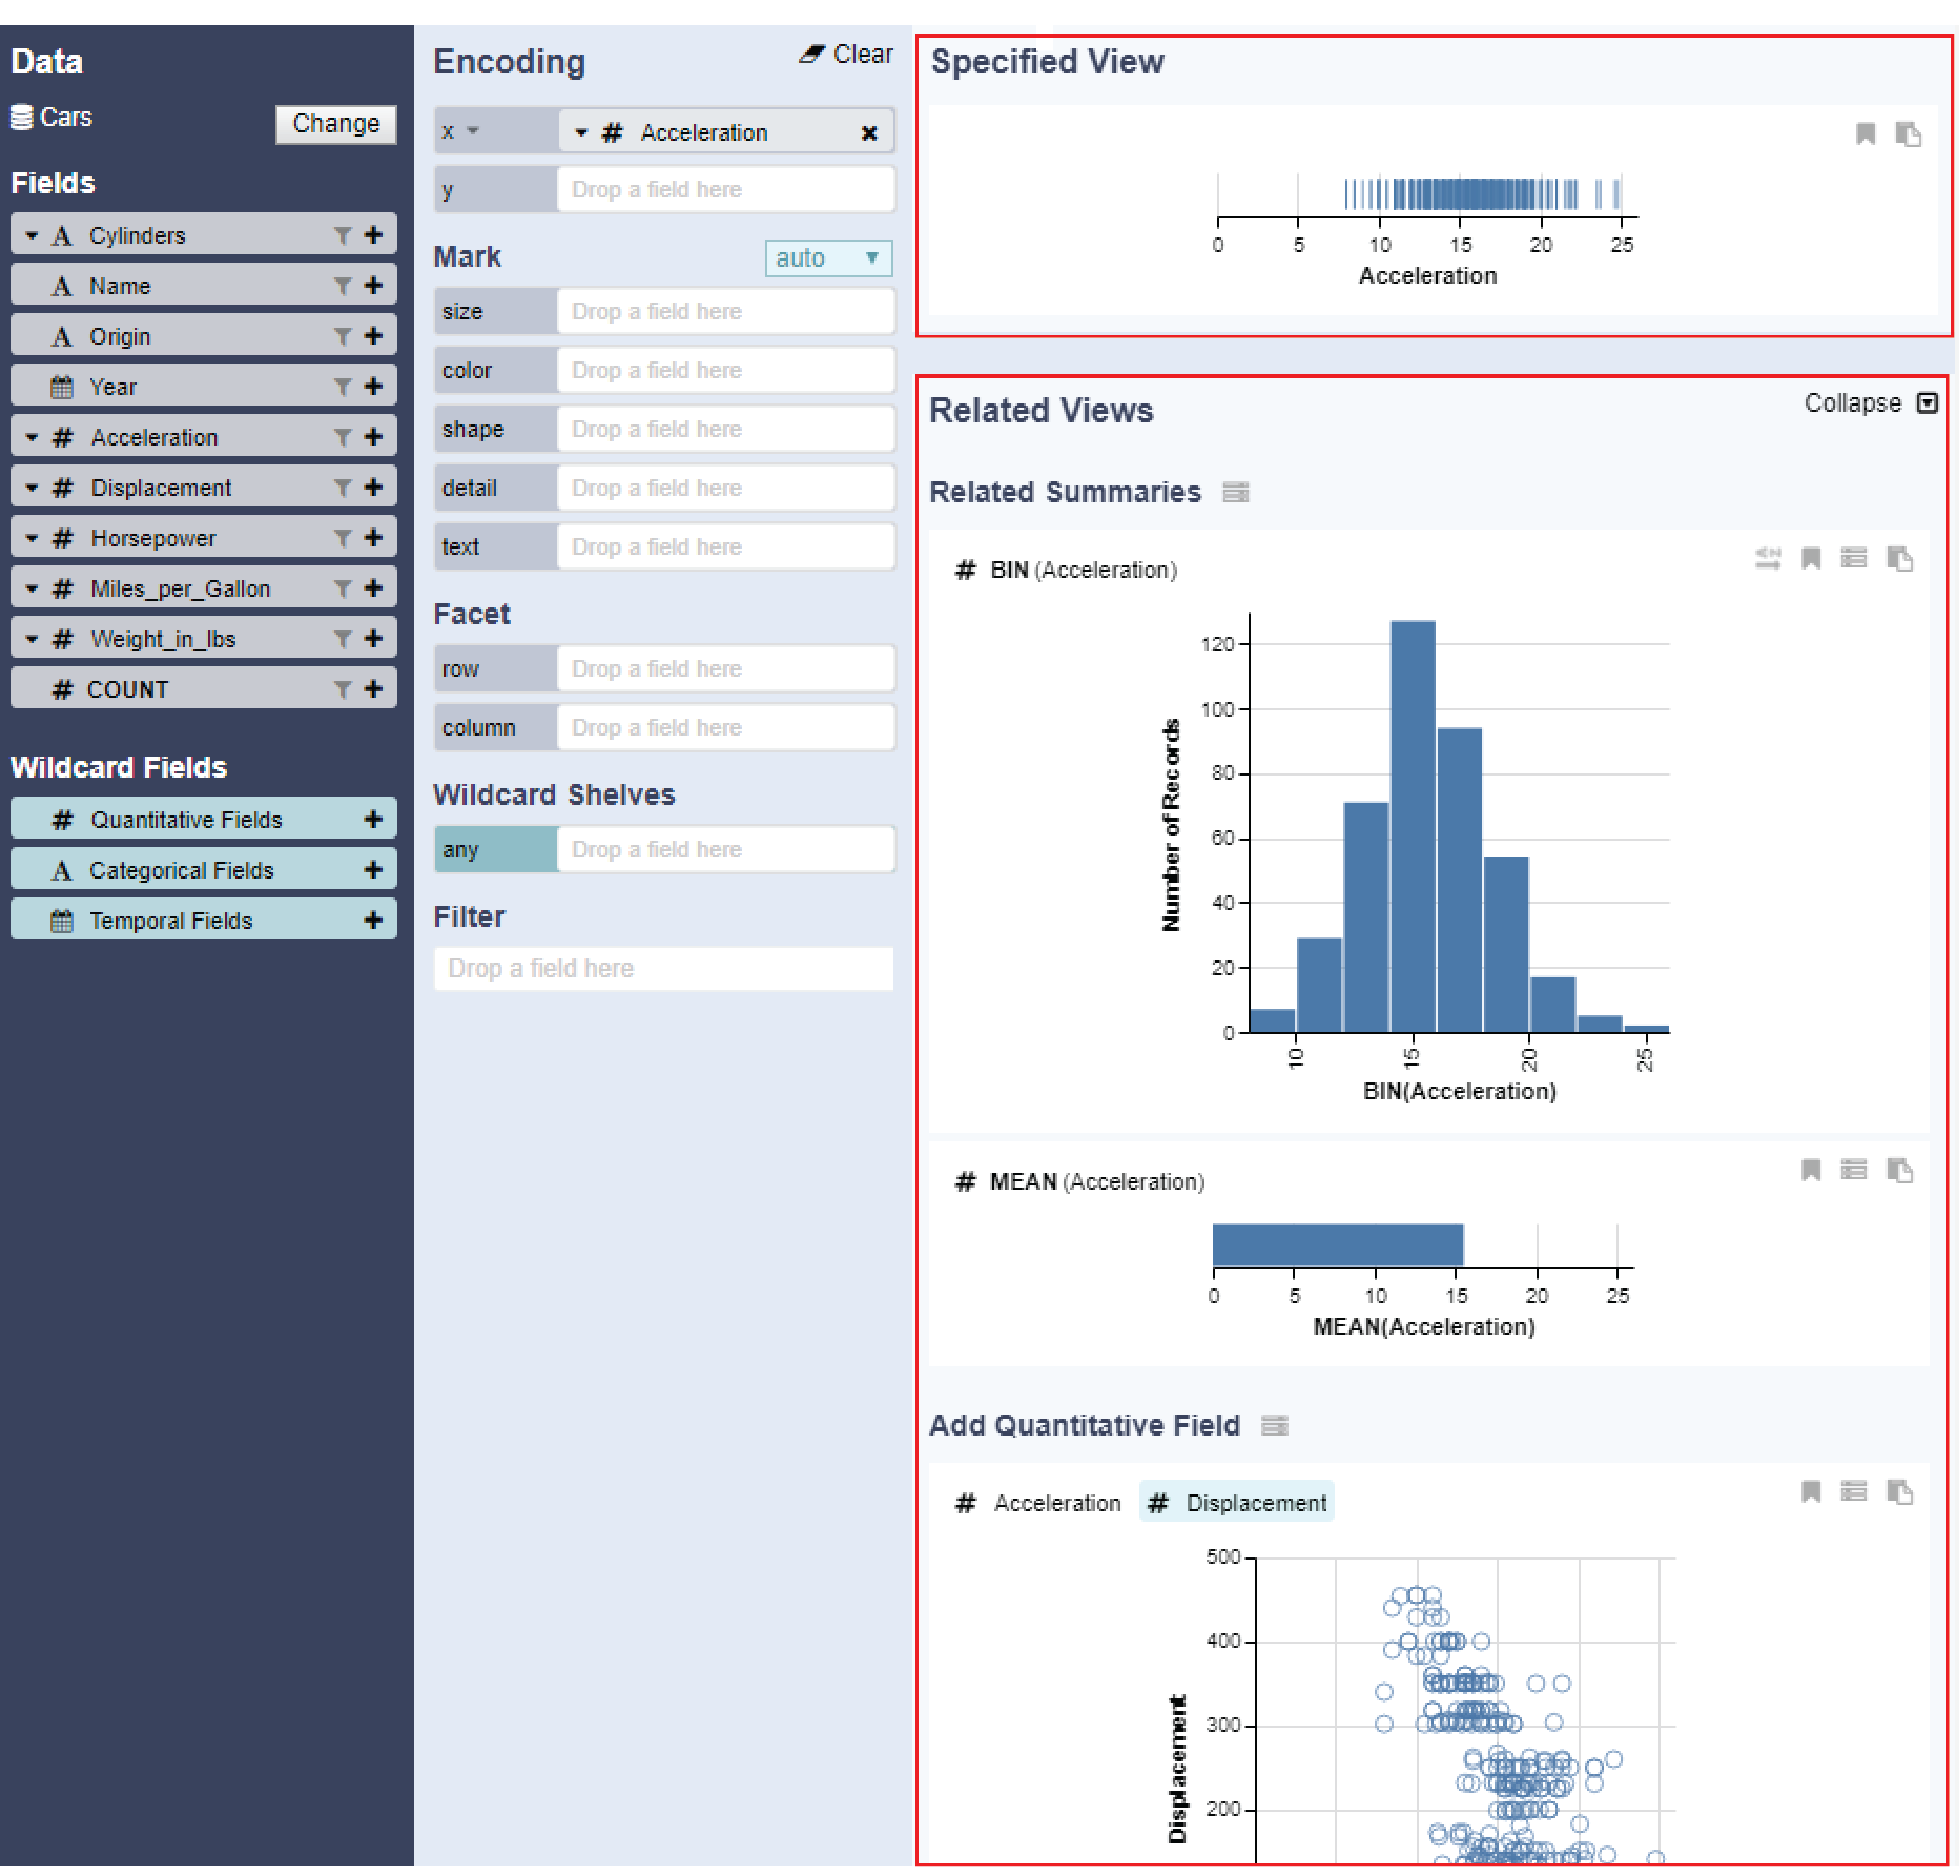 Data
Cars
Change
Fields
A Cylinders
A Name
A Origin
Year
# Acceleration
# Displacement
# Horsepower
# Miles_per_Gallon
# Weight_in_lbs
# COUNT
Wildcard Fields
# Quantitative Fields
A Categorical Fields
Temporal Fields
Encoding
Clear
x # Acceleration
y Drop a field here
Mark auto
size Drop a field here
color Drop a field here
shape Drop a field here
detail Drop a field here
text Drop a field here
Facet
row Drop a field here
column Drop a field here
Wildcard Shelves
any Drop a field here
Filter
Drop a field here
Specified View
0 5 10 15 20 25
Acceleration
Related Views
Collapse
Related Summaries
# BIN (Acceleration)
120
100
80
60
40
20
0
Number of Records
10 15 20 25
BIN(Acceleration)
# MEAN (Acceleration)
0 5 10 15 20 25
MEAN(Acceleration)
Add Quantitative Field
# Acceleration # Displacement
500
400
300
200
Displacement